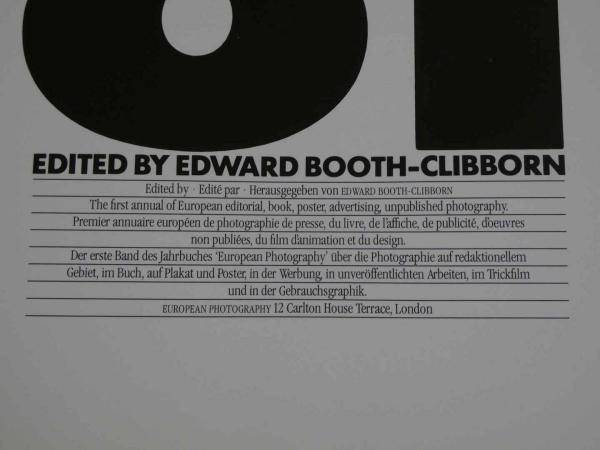 81
EDITED BY EDWARD BOOTH-CLIBBORN
Edited by · Edité par · Herausgegeben von EDWARD BOOTH-CLIBBORN
The first annual of European editorial, book, poster, advertising, unpublished photography.
Premier annuaire européen de photographie de presse, du livre, de l'affiche, de publicité, d'oeuvres
non publiées, du film d'animation et du design.
Der erste Band des Jahrbuches 'European Photography' über die Photographie auf redaktionellem
Gebiet, im Buch, auf Plakat und Poster, in der Werbung, in unveröffentlichten Arbeiten, im Trickfilm
und in der Gebrauchsgraphik.
EUROPEAN PHOTOGRAPHY 12 Carlton House Terrace, London